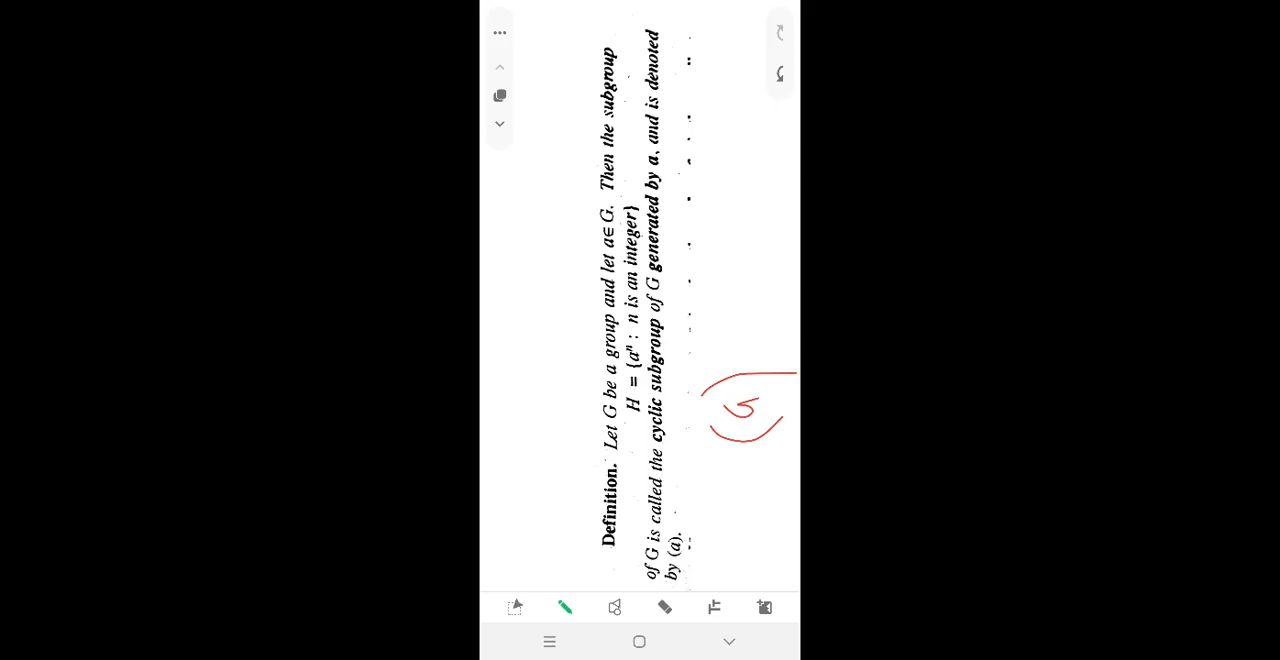 Definition. Let G be a group and let a∈G. Then the subgroup
H = {aⁿ : n is an integer}
of G is called the cyclic subgroup of G generated by a, and is denoted
by (a).